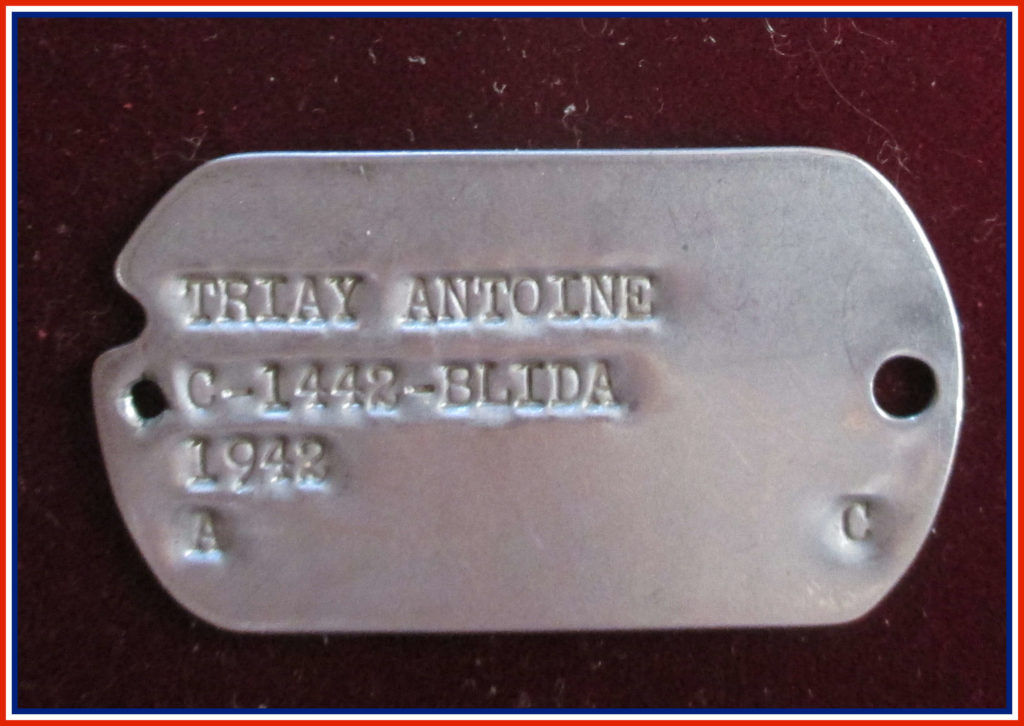 TRIAY ANTOINE
C-1442-BLIDA
1942
A C